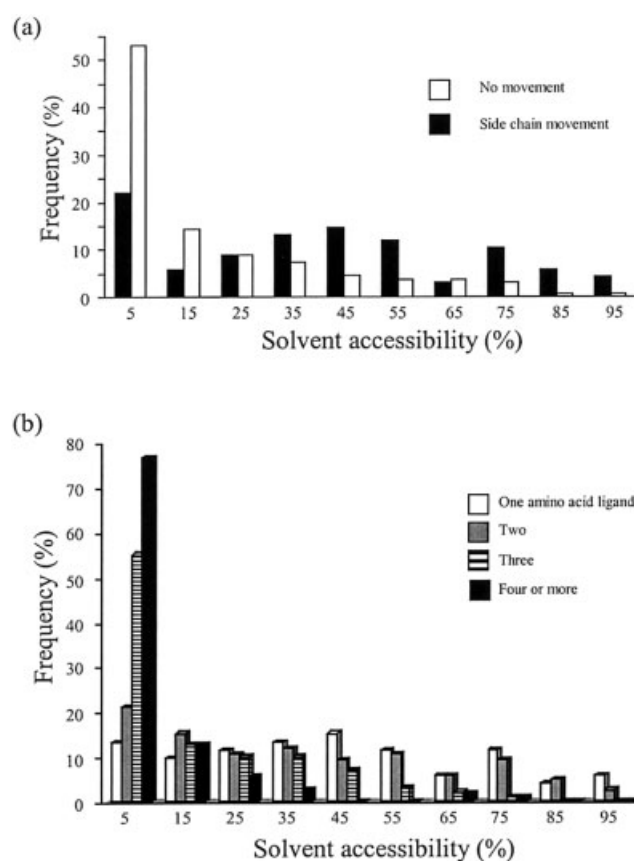 (a)
50
40
30
20
10
0
Frequency (%)
No movement
Side chain movement
5 15 25 35 45 55 65 75 85 95
Solvent accessibility (%)
(b)
80
70
60
50
40
30
20
10
0
Frequency (%)
One amino acid ligand
Two
Three
Four or more
5 15 25 35 45 55 65 75 85 95
Solvent accessibility (%)